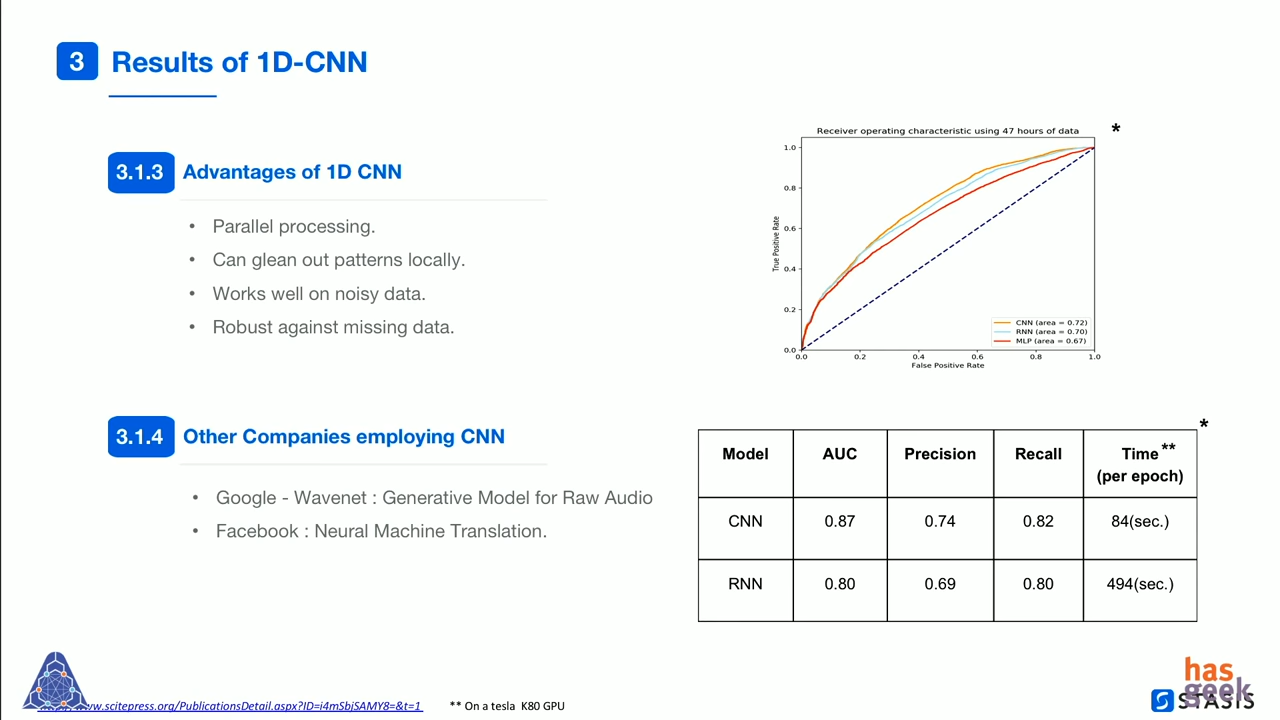 3 Results of 1D-CNN
3.1.3 Advantages of 1D CNN
• Parallel processing.
• Can glean out patterns locally.
• Works well on noisy data.
• Robust against missing data.
3.1.4 Other Companies employing CNN
• Google - Wavenet : Generative Model for Raw Audio
• Facebook : Neural Machine Translation.
*
Receiver operating characteristic using 47 hours of data
True Positive Rate
1.0
0.8
0.6
0.4
0.2
0.0
0.0 0.2 0.4 0.6 0.8 1.0
False Positive Rate
CNN (area = 0.72)
RNN (area = 0.70)
MLP (area = 0.67)
*
Model AUC Precision Recall Time** (per epoch)
CNN 0.87 0.74 0.82 84(sec.)
RNN 0.80 0.69 0.80 494(sec.)
www.scitepress.org/PublicationsDetail.aspx?ID=i4mSbjSAMY8=&t=1
** On a tesla K80 GPU
has
geek
STASIS